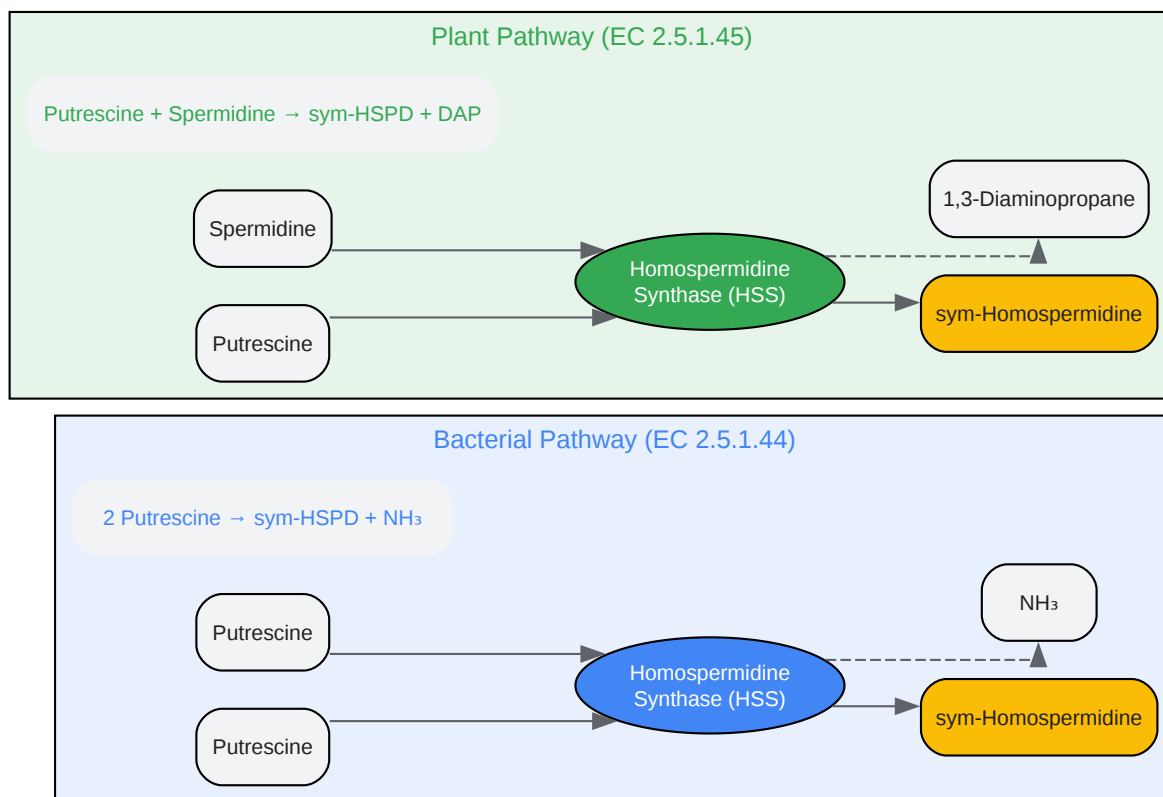 Plant Pathway (EC 2.5.1.45)
Putrescine + Spermidine → sym-HSPD + DAP
Spermidine
Putrescine
Homospermidine
Synthase (HSS)
1,3-Diaminopropane
sym-Homospermidine
Bacterial Pathway (EC 2.5.1.44)
2 Putrescine → sym-HSPD + NH₃
Putrescine
Putrescine
Homospermidine
Synthase (HSS)
NH₃
sym-Homospermidine